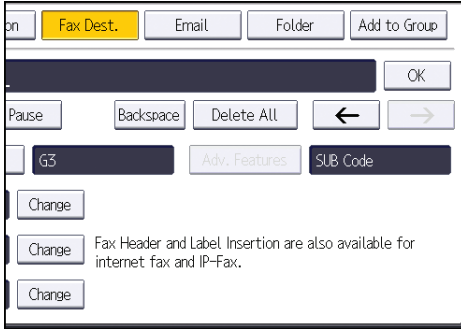 on Fax Dest. Email Folder Add to Group
_ OK
Pause Backspace Delete All ← →
G3 Adv. Features SUB Code
Change
Change Fax Header and Label Insertion are also available for
internet fax and IP-Fax.
Change